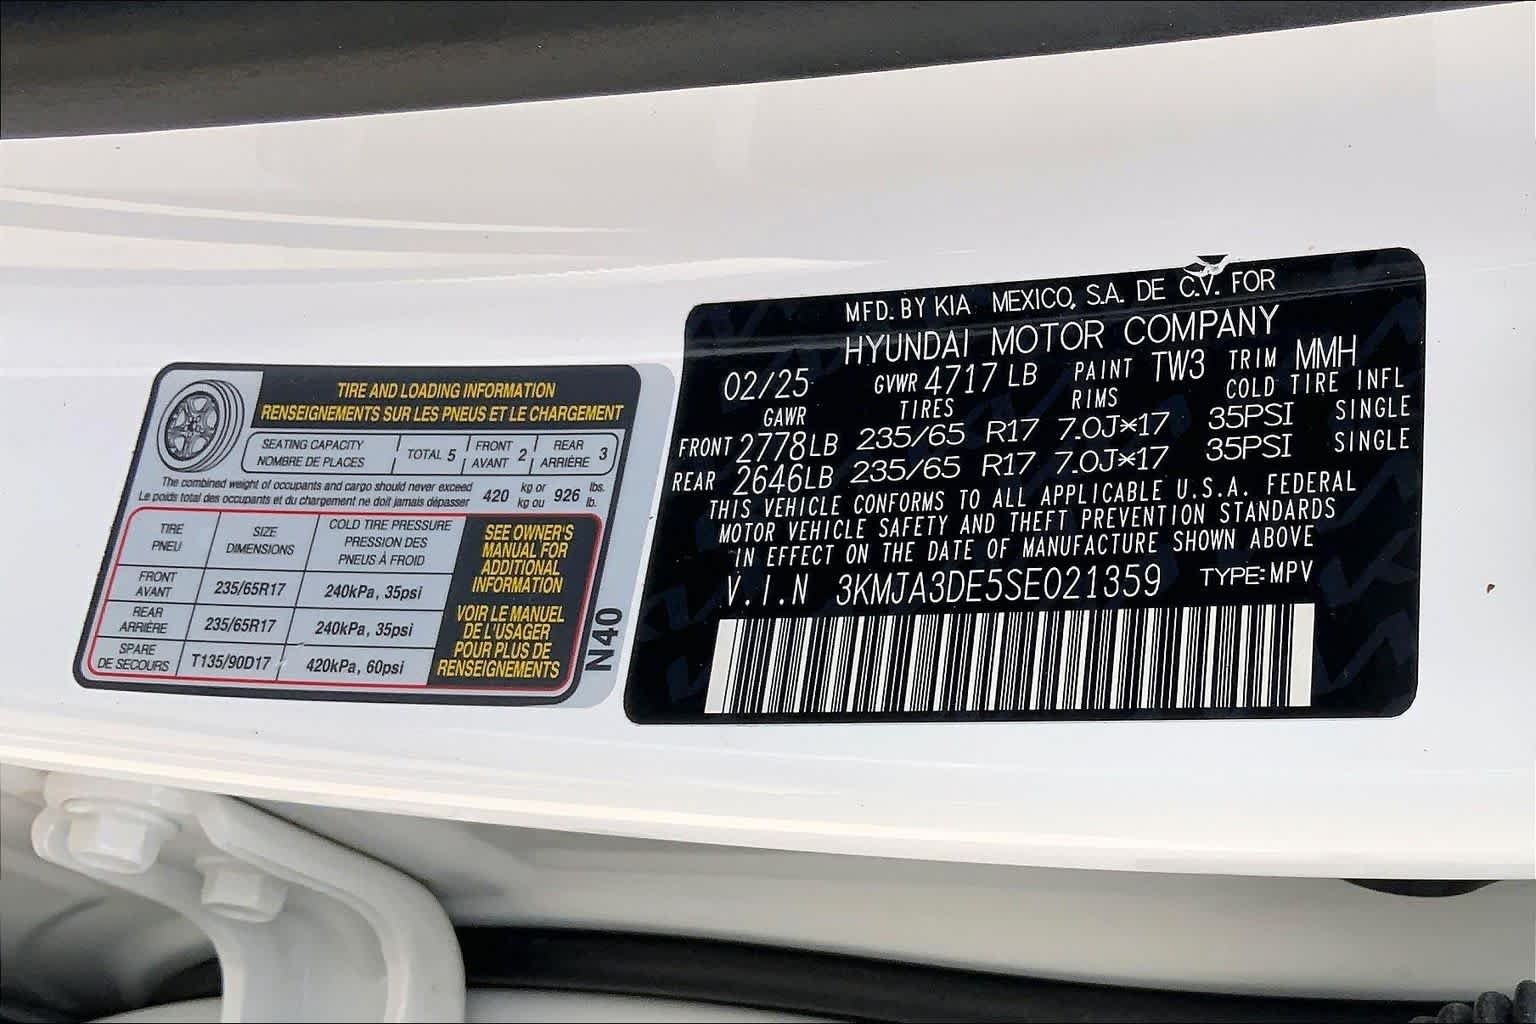 TIRE AND LOADING INFORMATION
RENSEIGNEMENTS SUR LES PNEUS ET LE CHARGEMENT
SEATING CAPACITY
NOMBRE DE PLACES
TOTAL 5
FRONT
AVANT 2
REAR
ARRIÈRE 3
The combined weight of occupants and cargo should never exceed
Le poids total des occupants et du chargement ne doit jamais dépasser
420 kg or
kg ou 926 lbs.
lb.
TIRE
PNEU
SIZE
DIMENSIONS
COLD TIRE PRESSURE
PRESSION DES
PNEUS À FROID
FRONT
AVANT
235/65R17
240kPa, 35psi
REAR
ARRIÈRE
235/65R17
240kPa, 35psi
SPARE
DE SECOURS
T135/90D17
420kPa, 60psi
SEE OWNER'S
MANUAL FOR
ADDITIONAL
INFORMATION
VOIR LE MANUEL
DE L'USAGER
POUR PLUS DE
RENSEIGNEMENTS
N40
MFD. BY KIA MEXICO, S.A. DE C.V. FOR
HYUNDAI MOTOR COMPANY
02/25 GVWR 4717 LB PAINT TW3 TRIM MMH
GAWR TIRES RIMS COLD TIRE INFL
FRONT 2778LB 235/65 R17 7.0J*17 35PSI SINGLE
REAR 2646LB 235/65 R17 7.0J*17 35PSI SINGLE
THIS VEHICLE CONFORMS TO ALL APPLICABLE U.S.A. FEDERAL
MOTOR VEHICLE SAFETY AND THEFT PREVENTION STANDARDS
IN EFFECT ON THE DATE OF MANUFACTURE SHOWN ABOVE
V.I.N 3KMJA3DE5SE021359 TYPE:MPV